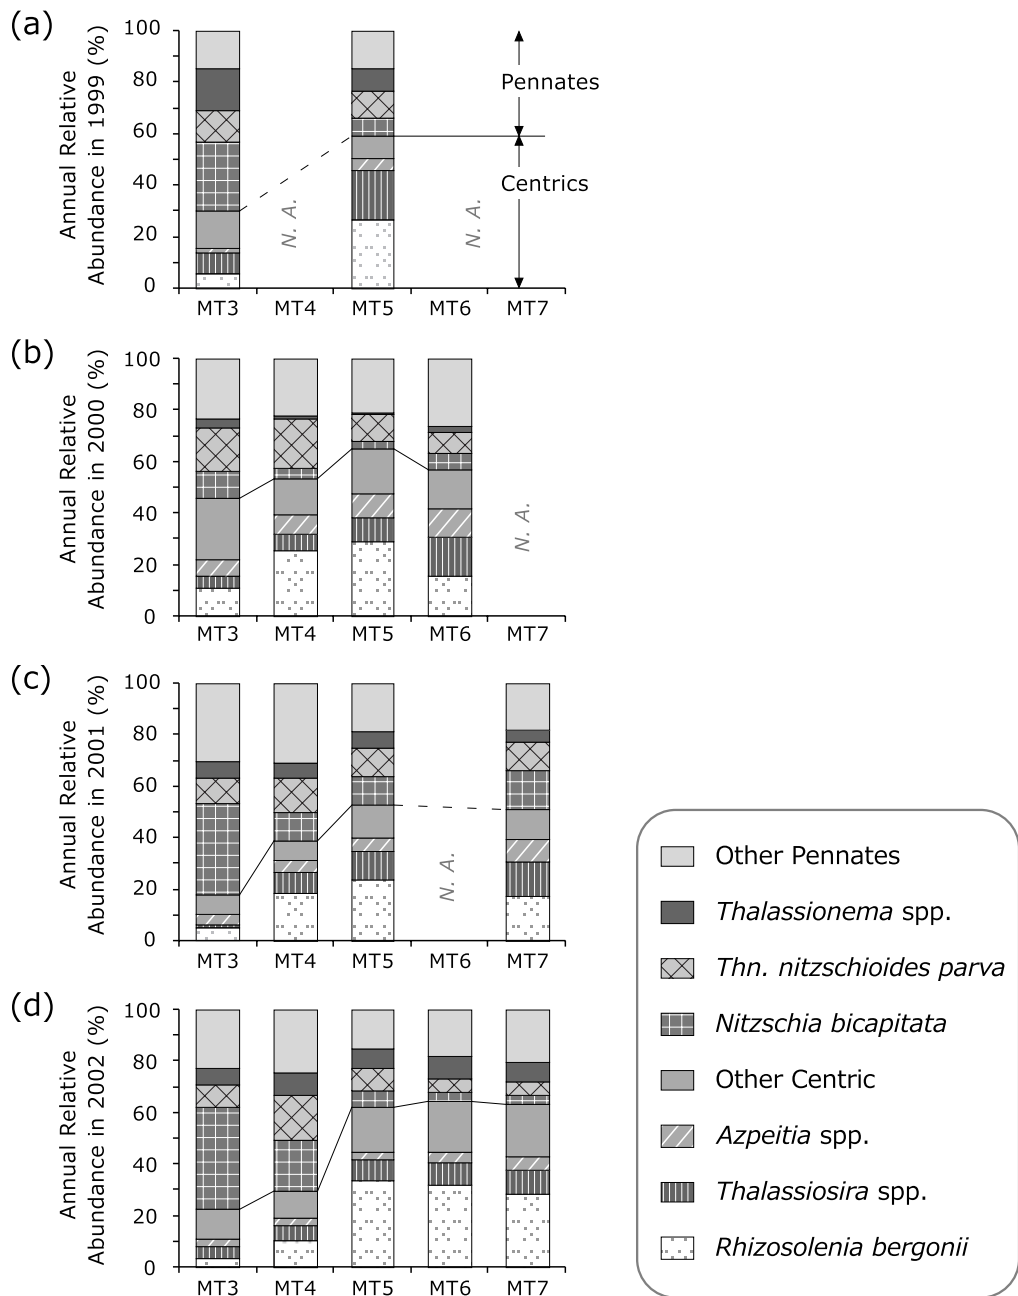 (a)
Annual Relative
Abundance in 1999 (%)
100
80
60
40
20
0
Pennates
Centrics
N. A.
N. A.
MT3 MT4 MT5 MT6 MT7
(b)
Annual Relative
Abundance in 2000 (%)
100
80
60
40
20
0
N. A.
MT3 MT4 MT5 MT6 MT7
(c)
Annual Relative
Abundance in 2001 (%)
100
80
60
40
20
0
N. A.
MT3 MT4 MT5 MT6 MT7
(d)
Annual Relative
Abundance in 2002 (%)
100
80
60
40
20
0
MT3 MT4 MT5 MT6 MT7
Other Pennates
Thalassionema spp.
Thn. nitzschioides parva
Nitzschia bicapitata
Other Centric
Azpeitia spp.
Thalassiosira spp.
Rhizosolenia bergonii